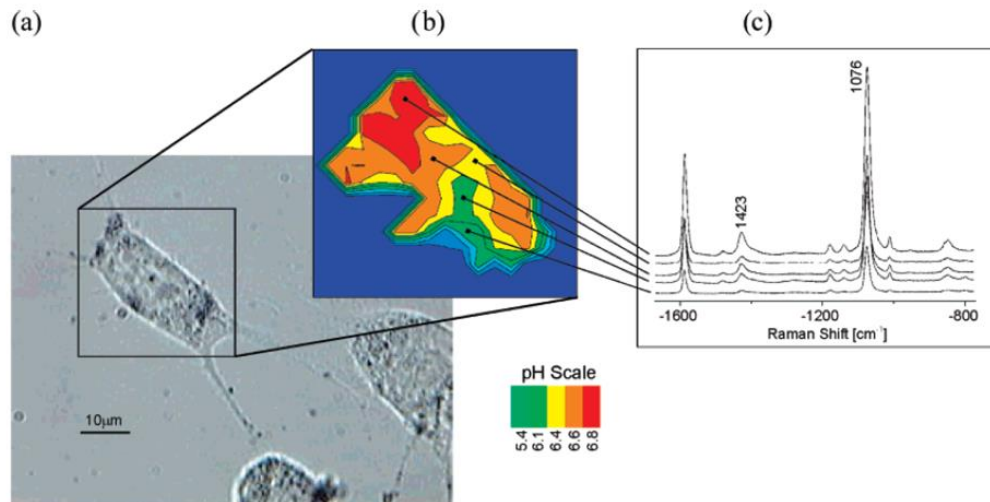 (a)
(b)
(c)
1076
1423
-1600
-1200
-800
Raman Shift [cm⁻¹]
pH Scale
5.4
6.1
6.4
6.6
6.8
10μm